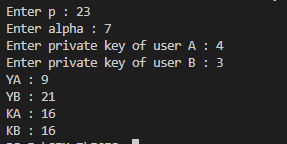 Enter p : 23
Enter alpha : 7
Enter private key of user A : 4
Enter private key of user B : 3
YA : 9
YB : 21
KA : 16
KB : 16